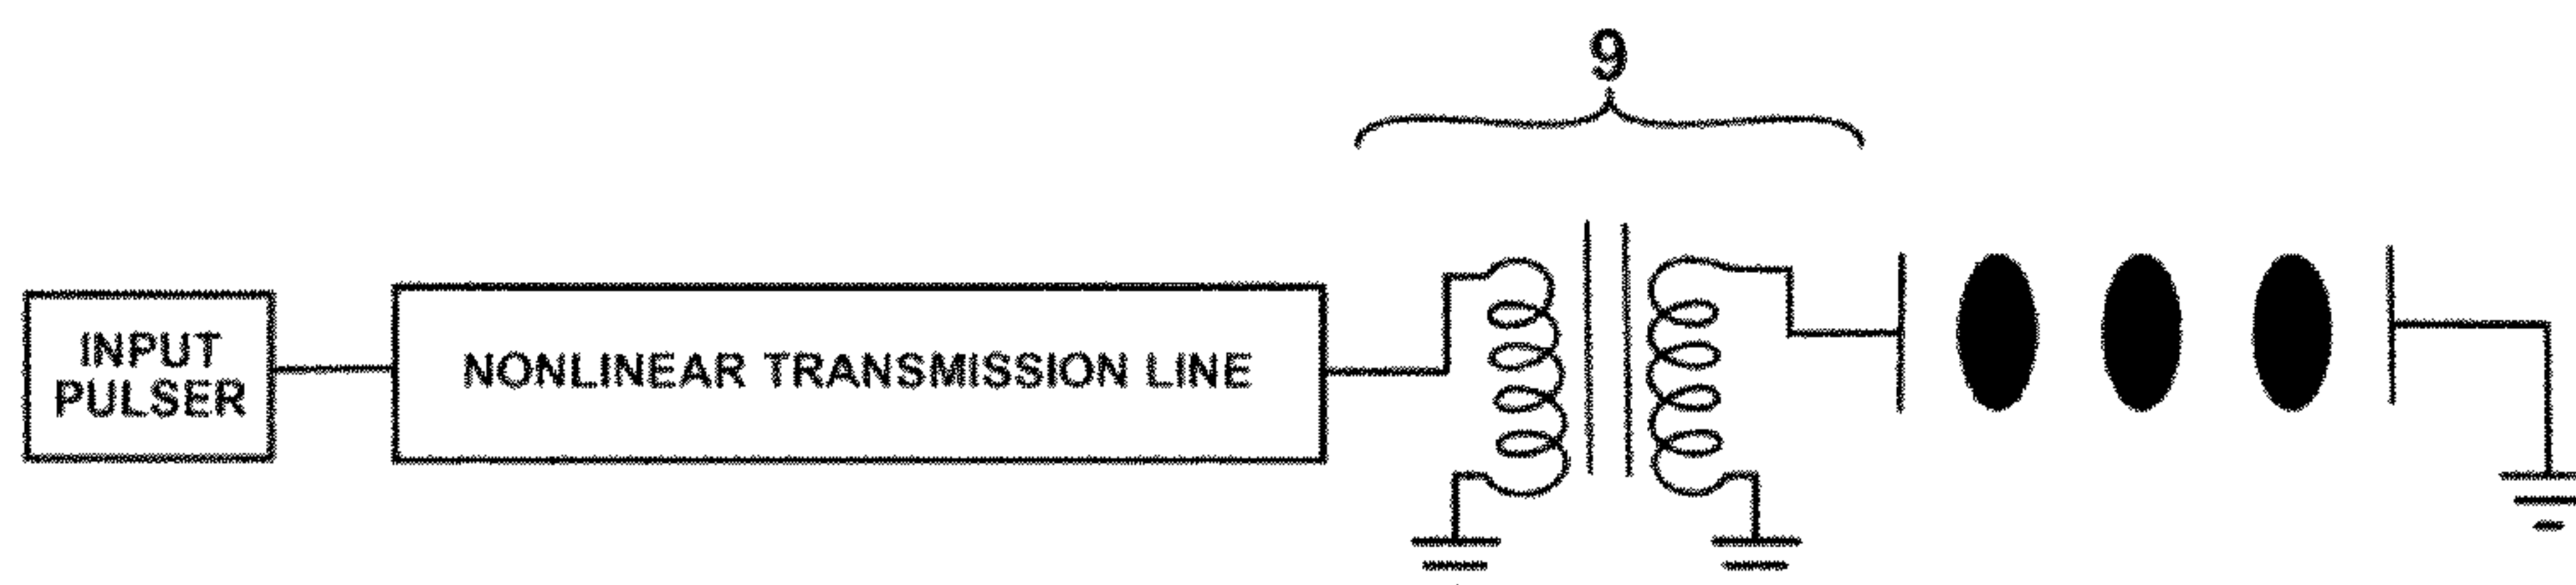 9
INPUT
PULSER
NONLINEAR TRANSMISSION LINE